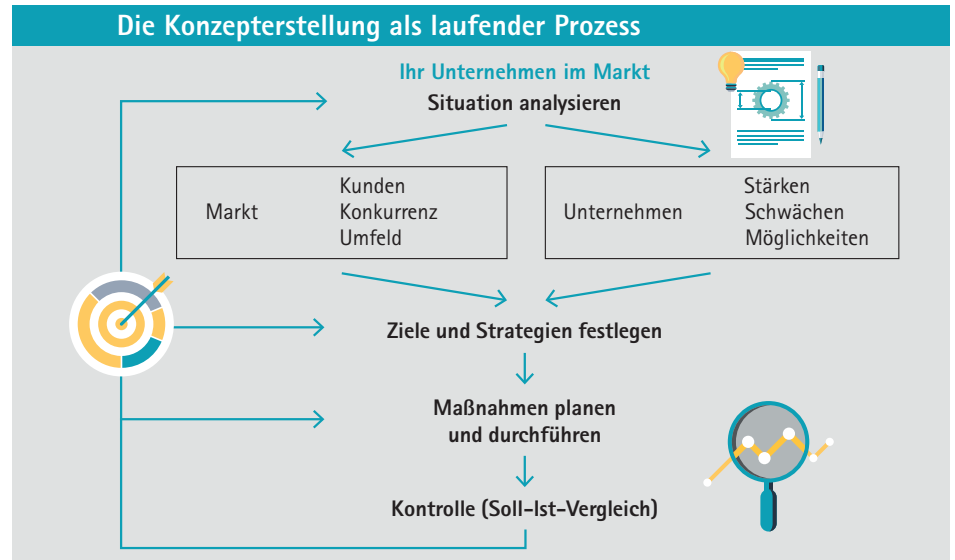 Die Konzepterstellung als laufender Prozess
Ihr Unternehmen im Markt
Situation analysieren
Markt
Kunden
Konkurrenz
Umfeld
Unternehmen
Stärken
Schwächen
Möglichkeiten
Ziele und Strategien festlegen
Maßnahmen planen
und durchführen
Kontrolle (Soll-Ist-Vergleich)